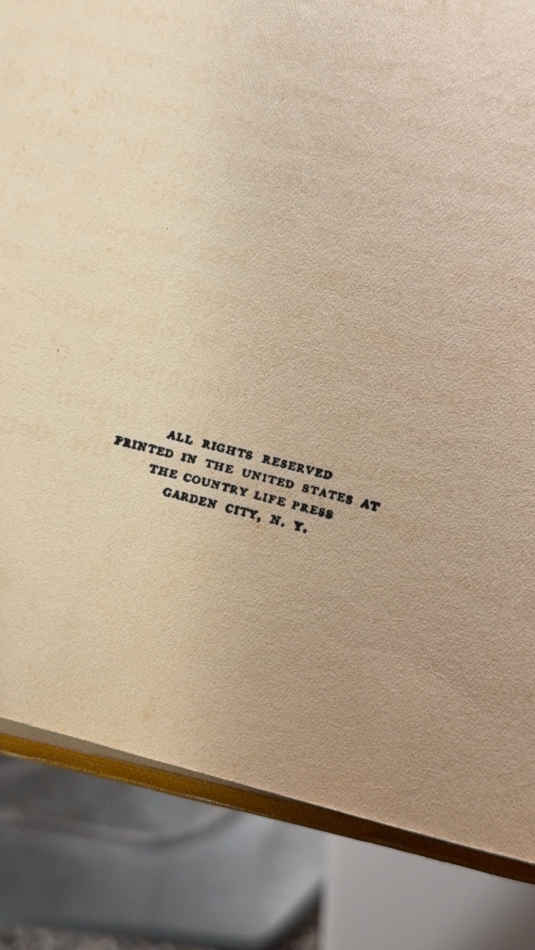 ALL RIGHTS RESERVED
PRINTED IN THE UNITED STATES AT
THE COUNTRY LIFE PRESS
GARDEN CITY, N. Y.